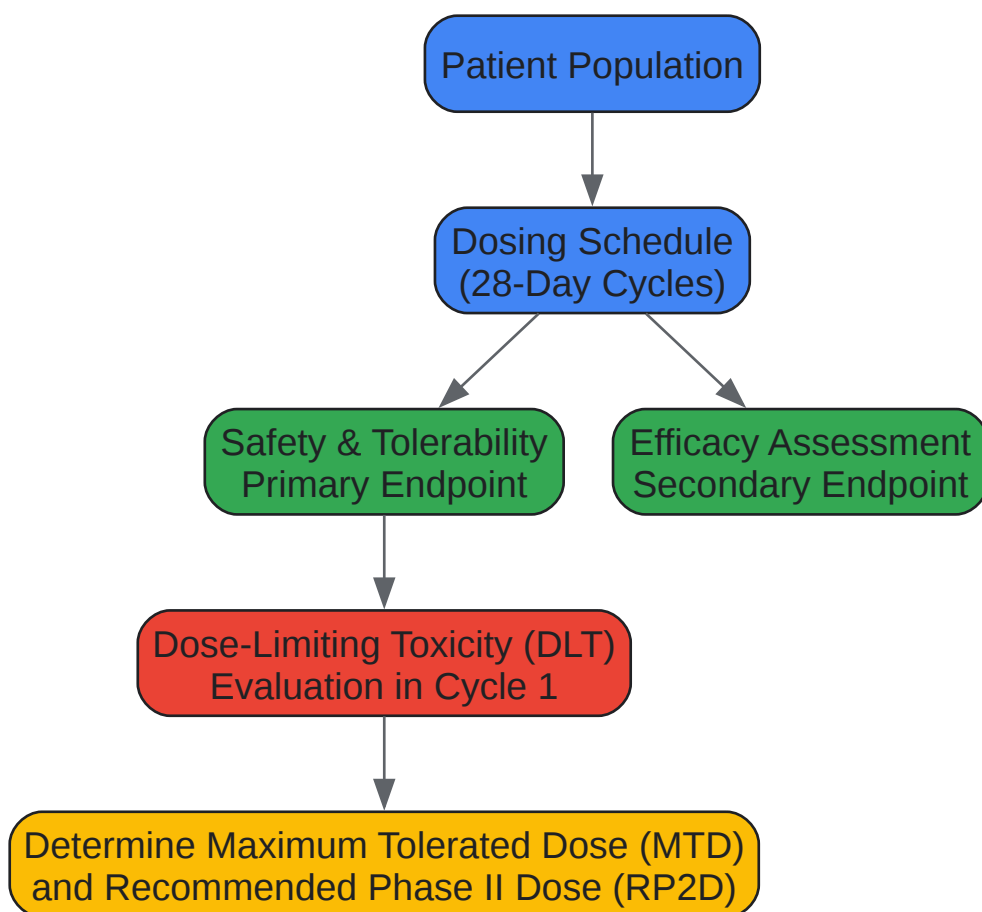 Patient Population
Dosing Schedule
(28-Day Cycles)
Safety & Tolerability
Primary Endpoint
Efficacy Assessment
Secondary Endpoint
Dose-Limiting Toxicity (DLT)
Evaluation in Cycle 1
Determine Maximum Tolerated Dose (MTD)
and Recommended Phase II Dose (RP2D)